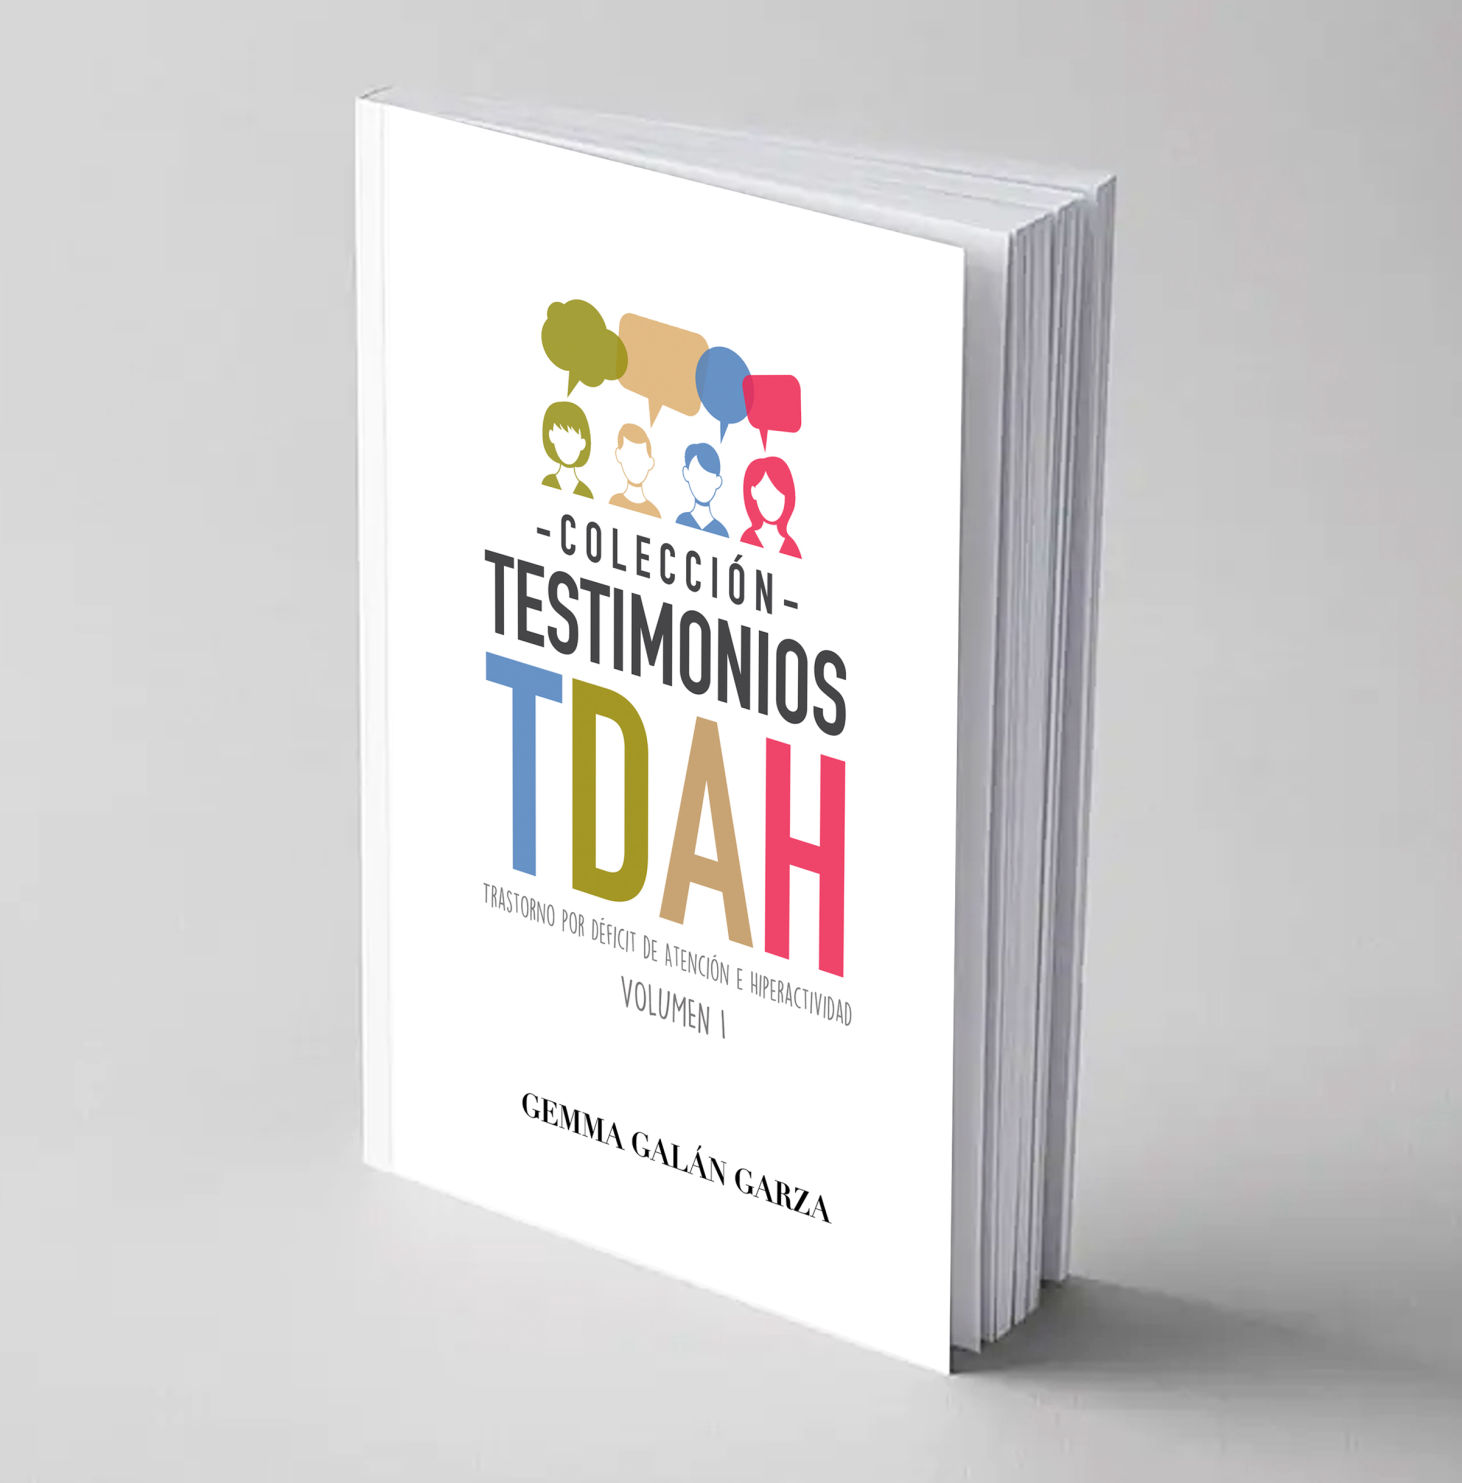 -COLECCIÓN-
TESTIMONIOS
TDAH
TRASTORNO POR DÉFICIT DE ATENCIÓN E HIPERACTIVIDAD
VOLUMEN I
GEMMA GALÁN GARZA